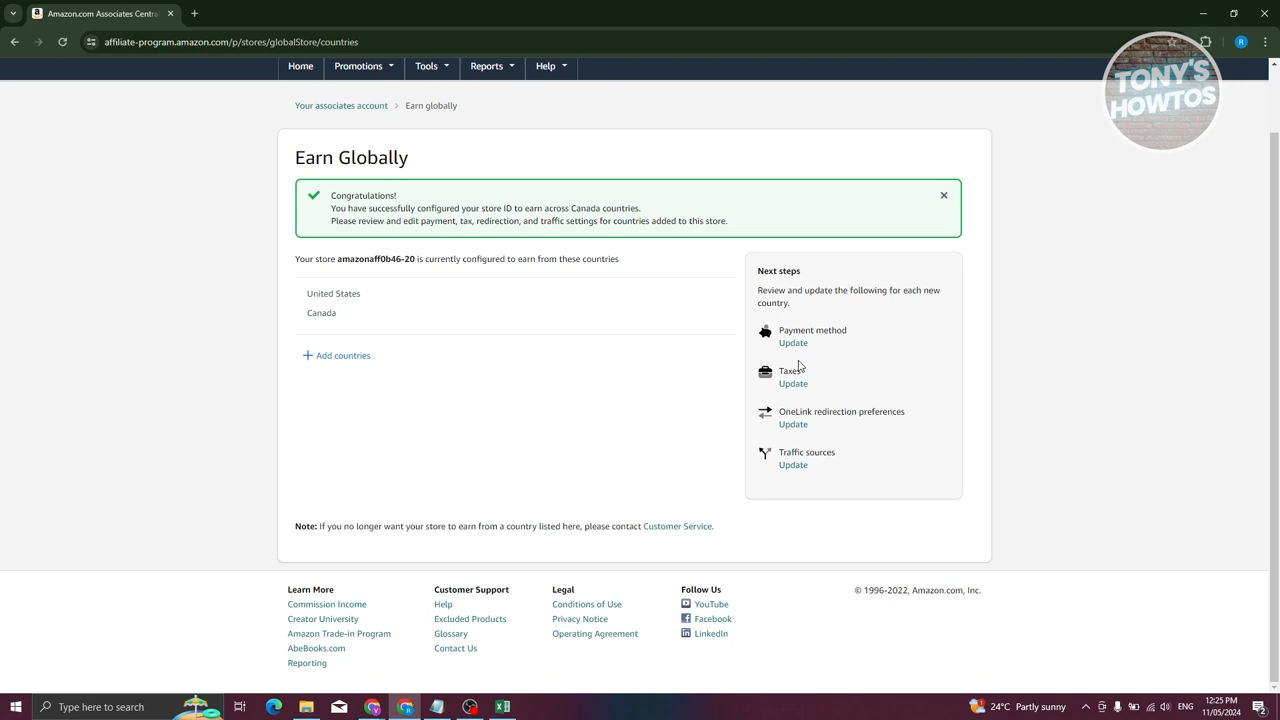 Amazon.com Associates Centra
affiliate-program.amazon.com/p/stores/globalStore/countries
R
Home Promotions Tools Reports Help
TONY'S
HOWTOS
Your associates account > Earn globally
Earn Globally
Congratulations!
You have successfully configured your store ID to earn across Canada countries.
Please review and edit payment, tax, redirection, and traffic settings for countries added to this store.
Your store amazonaff0b46-20 is currently configured to earn from these countries
United States
Canada
+ Add countries
Next steps
Review and update the following for each new
country.
Payment method
Update
Taxes
Update
OneLink redirection preferences
Update
Traffic sources
Update
Note: If you no longer want your store to earn from a country listed here, please contact Customer Service.
Learn More
Commission Income
Creator University
Amazon Trade-in Program
AbeBooks.com
Reporting
Customer Support
Help
Excluded Products
Glossary
Contact Us
Legal
Conditions of Use
Privacy Notice
Operating Agreement
Follow Us
YouTube
Facebook
LinkedIn
© 1996-2022, Amazon.com, Inc.
Type here to search
24°C Partly sunny
12:25 PM
11/05/2024